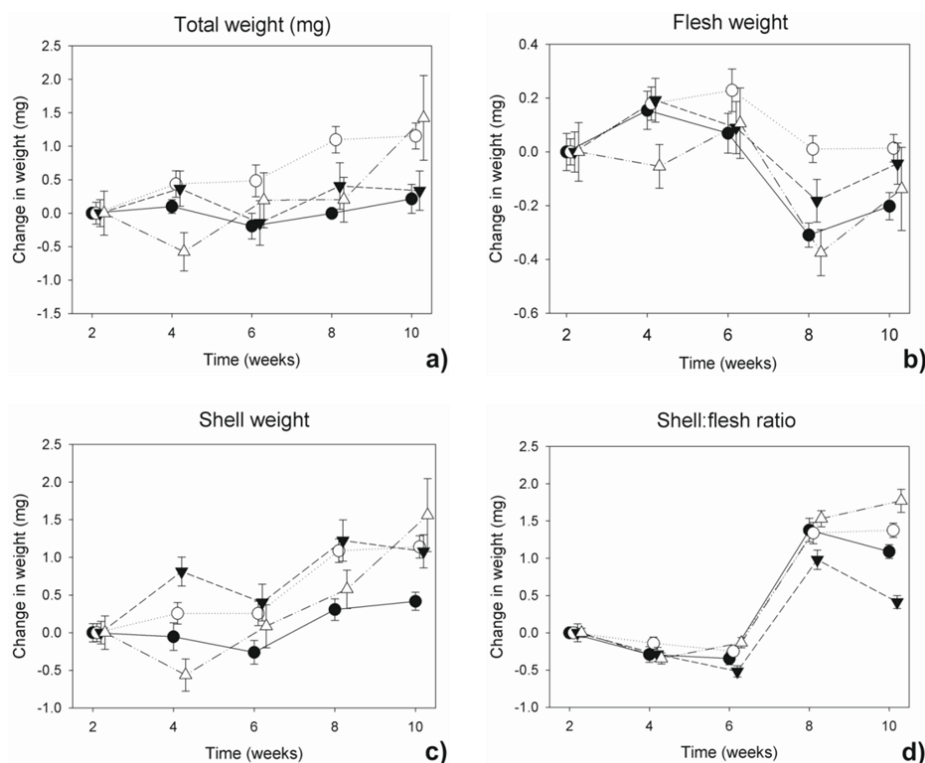 Total weight (mg)
Change in weight (mg)
2.5
2.0
1.5
1.0
0.5
0.0
-0.5
-1.0
-1.5
2 4 6 8 10
Time (weeks)
a)
Flesh weight
Change in weight (mg)
0.4
0.2
0.0
-0.2
-0.4
-0.6
2 4 6 8 10
Time (weeks)
b)
Shell weight
Change in weight (mg)
2.5
2.0
1.5
1.0
0.5
0.0
-0.5
-1.0
2 4 6 8 10
Time (weeks)
c)
Shell:flesh ratio
Change in weight (mg)
2.5
2.0
1.5
1.0
0.5
0.0
-0.5
-1.0
2 4 6 8 10
Time (weeks)
d)